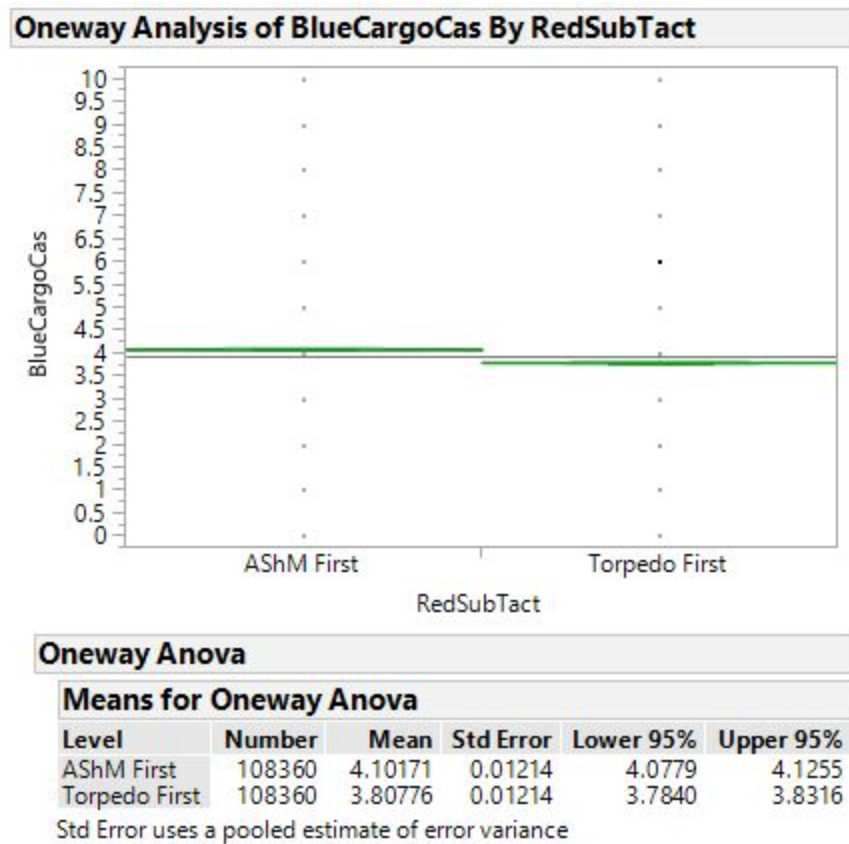 Oneway Analysis of BlueCargoCas By RedSubTact
10
9.5
9
8.5
8
7.5
7
6.5
6
5.5
5
4.5
4
3.5
3
2.5
2
1.5
1
0.5
0
BlueCargoCas
AShM First Torpedo First
RedSubTact
Oneway Anova
Means for Oneway Anova
Level Number Mean Std Error Lower 95% Upper 95%
AShM First 108360 4.10171 0.01214 4.0779 4.1255
Torpedo First 108360 3.80776 0.01214 3.7840 3.8316
Std Error uses a pooled estimate of error variance